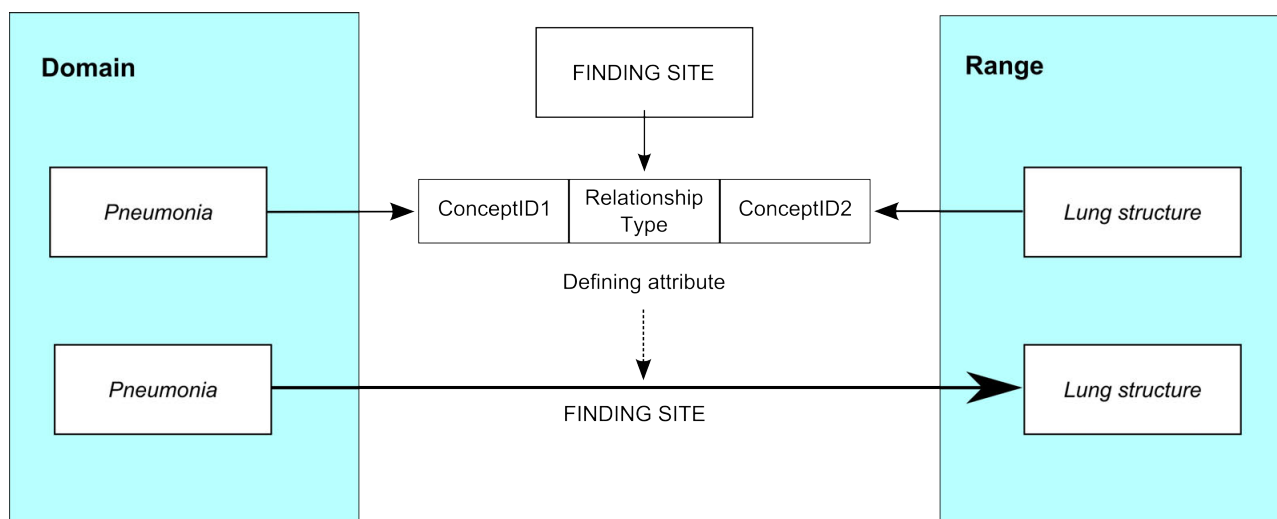 Domain
FINDING SITE
Range
Pneumonia
ConceptID1
Relationship
Type
ConceptID2
Lung structure
Defining attribute
Pneumonia
FINDING SITE
Lung structure